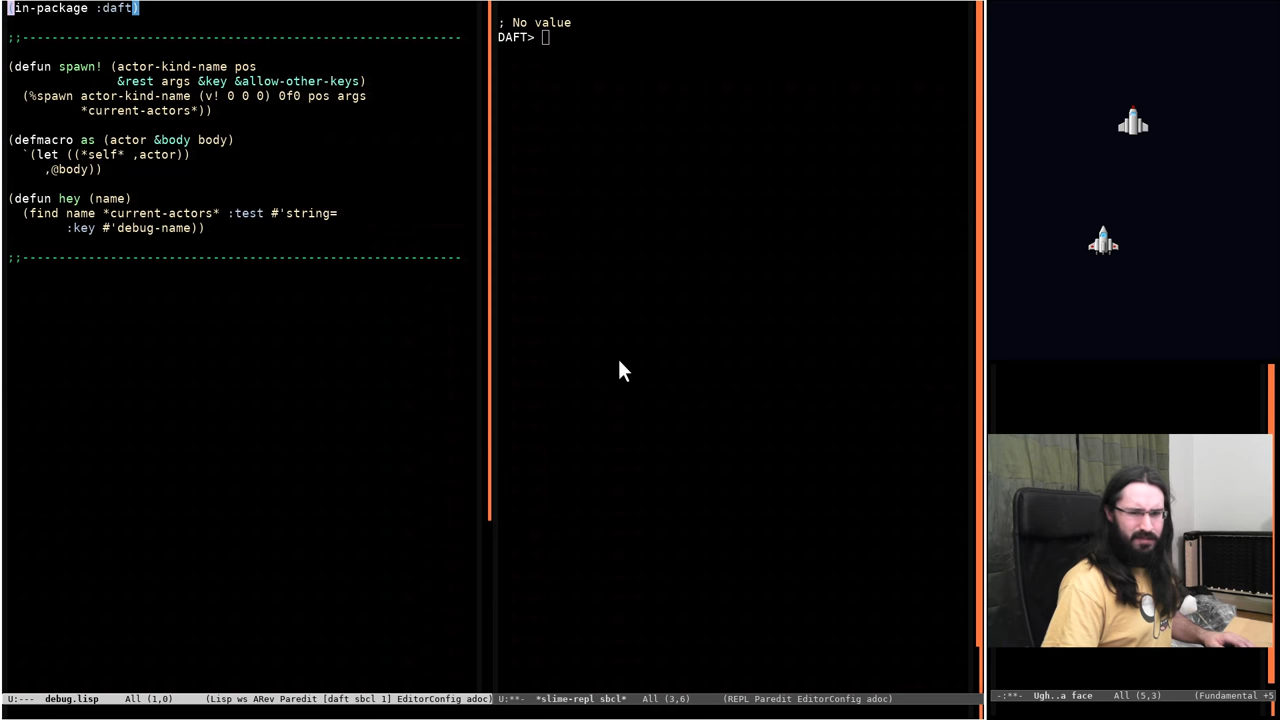 (in-package :daft)
;;------------------------------------------------------------
(defun spawn! (actor-kind-name pos
&rest args &key &allow-other-keys)
(%spawn actor-kind-name (v! 0 0 0) 0f0 pos args
*current-actors*))
(defmacro as (actor &body body)
`(let ((*self* ,actor))
,@body))
(defun hey (name)
(find name *current-actors* :test #'string=
:key #'debug-name))
;;------------------------------------------------------------
; No value
DAFT>
U:--- debug.lisp All (1,0) (Lisp ws ARev Paredit [daft sbcl 1] EditorConfig adoc)
U:**- *slime-repl sbcl* All (3,6) (REPL Paredit EditorConfig adoc)
-:**- Ugh..a face All (5,3) (Fundamental +5